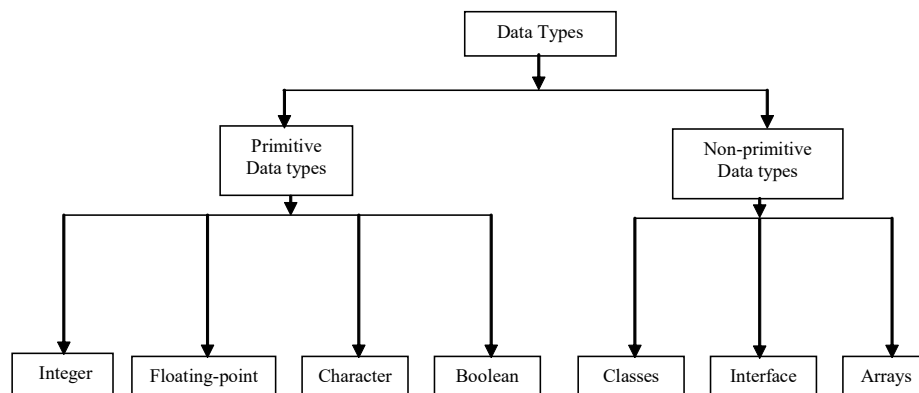 Data Types
Primitive
Data types
Non-primitive
Data types
Integer
Floating-point
Character
Boolean
Classes
Interface
Arrays